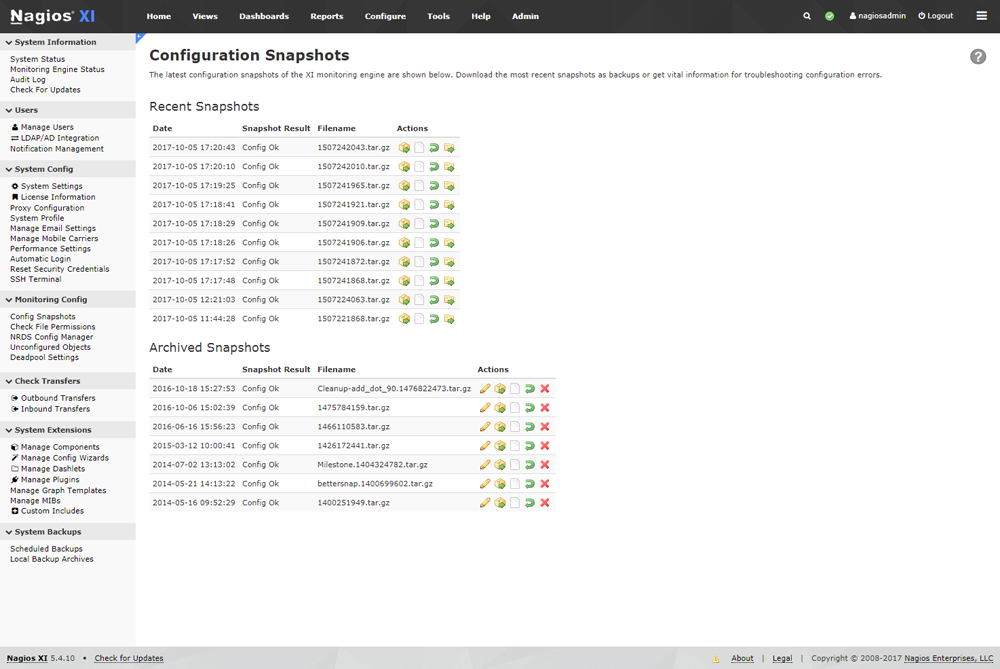 Nagios® XI Home Views Dashboards Reports Configure Tools Help Admin nagiosadmin Logout
System Information
System Status
Monitoring Engine Status
Audit Log
Check For Updates
Users
Manage Users
LDAP/AD Integration
Notification Management
System Config
System Settings
License Information
Proxy Configuration
System Profile
Manage Email Settings
Manage Mobile Carriers
Performance Settings
Automatic Login
Reset Security Credentials
SSH Terminal
Monitoring Config
Config Snapshots
Check File Permissions
NRDS Config Manager
Unconfigured Objects
Deadpool Settings
Check Transfers
Outbound Transfers
Inbound Transfers
System Extensions
Manage Components
Manage Config Wizards
Manage Dashlets
Manage Plugins
Manage Graph Templates
Manage MIBs
Custom Includes
System Backups
Scheduled Backups
Local Backup Archives
Configuration Snapshots
The latest configuration snapshots of the XI monitoring engine are shown below. Download the most recent snapshots as backups or get vital information for troubleshooting configuration errors.
Recent Snapshots
Date Snapshot Result Filename Actions
2017-10-05 17:20:43 Config Ok 1507242043.tar.gz
2017-10-05 17:20:10 Config Ok 1507242010.tar.gz
2017-10-05 17:19:25 Config Ok 1507241965.tar.gz
2017-10-05 17:18:41 Config Ok 1507241921.tar.gz
2017-10-05 17:18:29 Config Ok 1507241909.tar.gz
2017-10-05 17:18:26 Config Ok 1507241906.tar.gz
2017-10-05 17:17:52 Config Ok 1507241872.tar.gz
2017-10-05 17:17:48 Config Ok 1507241868.tar.gz
2017-10-05 12:21:03 Config Ok 1507224063.tar.gz
2017-10-05 11:44:28 Config Ok 1507221868.tar.gz
Archived Snapshots
Date Snapshot Result Filename Actions
2016-10-18 15:27:53 Config Ok Cleanup-add_dot_90.1476822473.tar.gz
2016-10-06 15:02:39 Config Ok 1475784159.tar.gz
2016-06-16 15:56:23 Config Ok 1466110583.tar.gz
2015-03-12 10:00:41 Config Ok 1426172441.tar.gz
2014-07-02 13:13:02 Config Ok Milestone.1404324782.tar.gz
2014-05-21 14:13:22 Config Ok bettersnap.1400699602.tar.gz
2014-05-16 09:52:29 Config Ok 1400251949.tar.gz
Nagios XI 5.4.10 • Check for Updates About | Legal | Copyright © 2008-2017 Nagios Enterprises, LLC